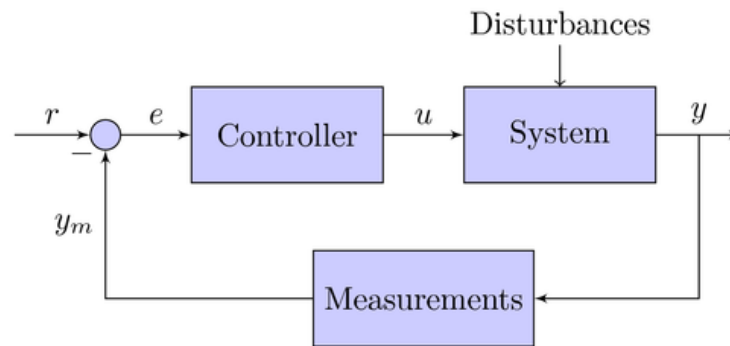 Disturbances
r
e
Controller
u
System
y
−
y_m
Measurements